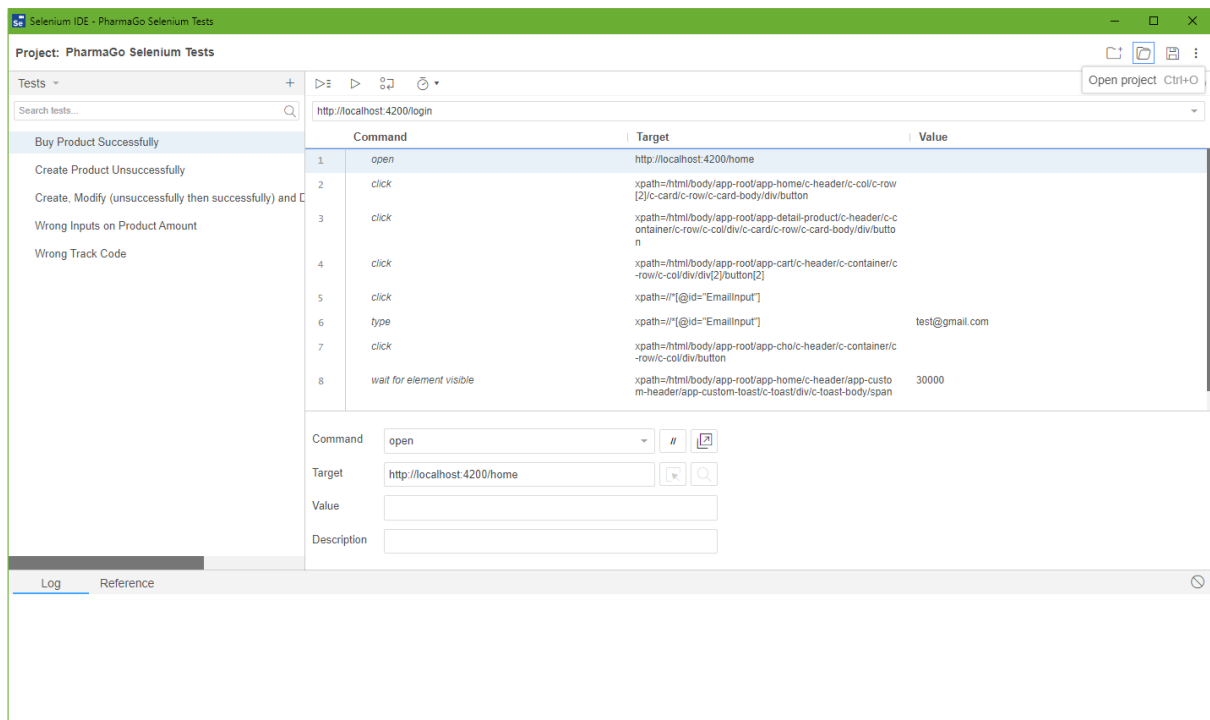 Selenium IDE - PharmaGo Selenium Tests
Project: PharmaGo Selenium Tests
Tests
Open project Ctrl+O
Search tests...
http://localhost:4200/login
Buy Product Successfully
Create Product Unsuccessfully
Create, Modify (unsuccessfully then successfully) and D
Wrong Inputs on Product Amount
Wrong Track Code
Command Target Value
1 open http://localhost:4200/home
2 click xpath=/html/body/app-root/app-home/c-header/c-col/c-row
[2]/c-card/c-row/c-card-body/div/button
3 click xpath=/html/body/app-root/app-detail-product/c-header/c-c
ontainer/c-row/c-col/div/c-card/c-row/c-card-body/div/butto
n
4 click xpath=/html/body/app-root/app-cart/c-header/c-container/c
-row/c-col/div/div[2]/button[2]
5 click xpath=//*[@id="EmailInput"]
6 type xpath=//*[@id="EmailInput"] test@gmail.com
7 click xpath=/html/body/app-root/app-cho/c-header/c-container/c
-row/c-col/div/button
8 wait for element visible xpath=/html/body/app-root/app-home/c-header/app-custo 30000
m-header/app-custom-toast/c-toast/div/c-toast-body/span
Command open //
Target http://localhost:4200/home
Value
Description
Log Reference